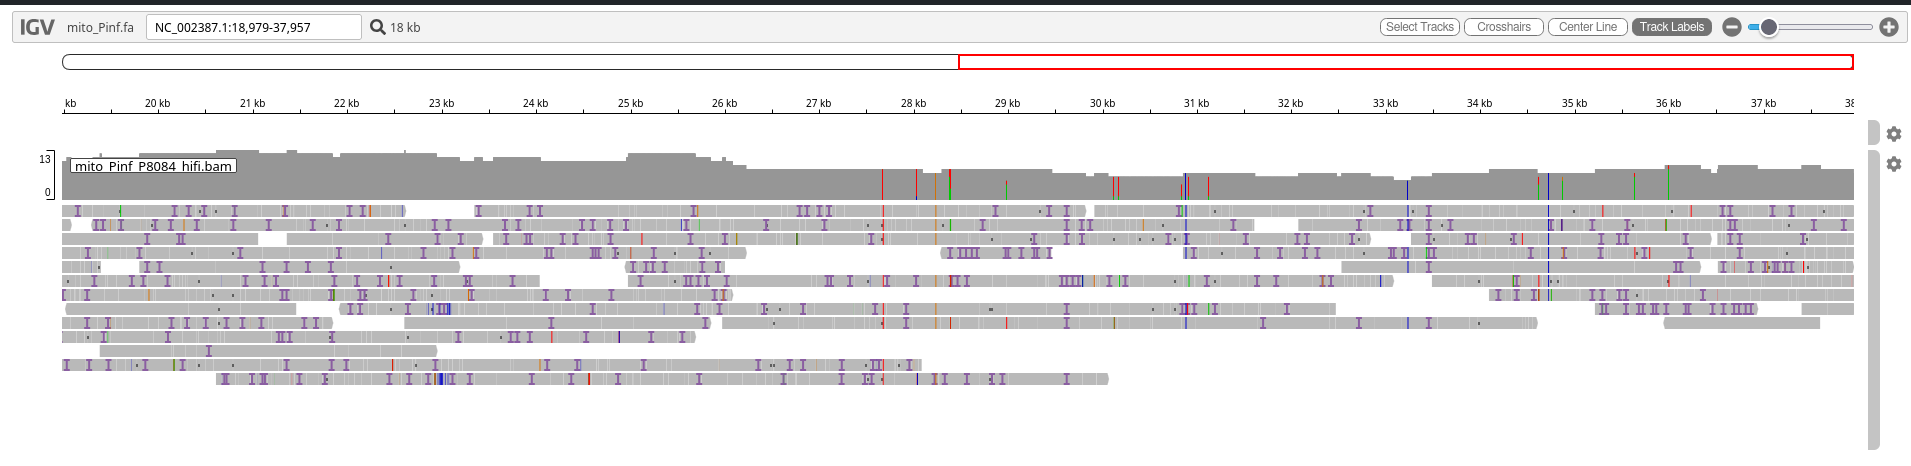 IGV mito_Pinf.fa NC_002387.1:18,979-37,957 18 kb Select Tracks Crosshairs Center Line Track Labels
kb 20 kb 21 kb 22 kb 23 kb 24 kb 25 kb 26 kb 27 kb 28 kb 29 kb 30 kb 31 kb 32 kb 33 kb 34 kb 35 kb 36 kb 37 kb 38
13
mito_Pinf_P8084_hifi.bam
0